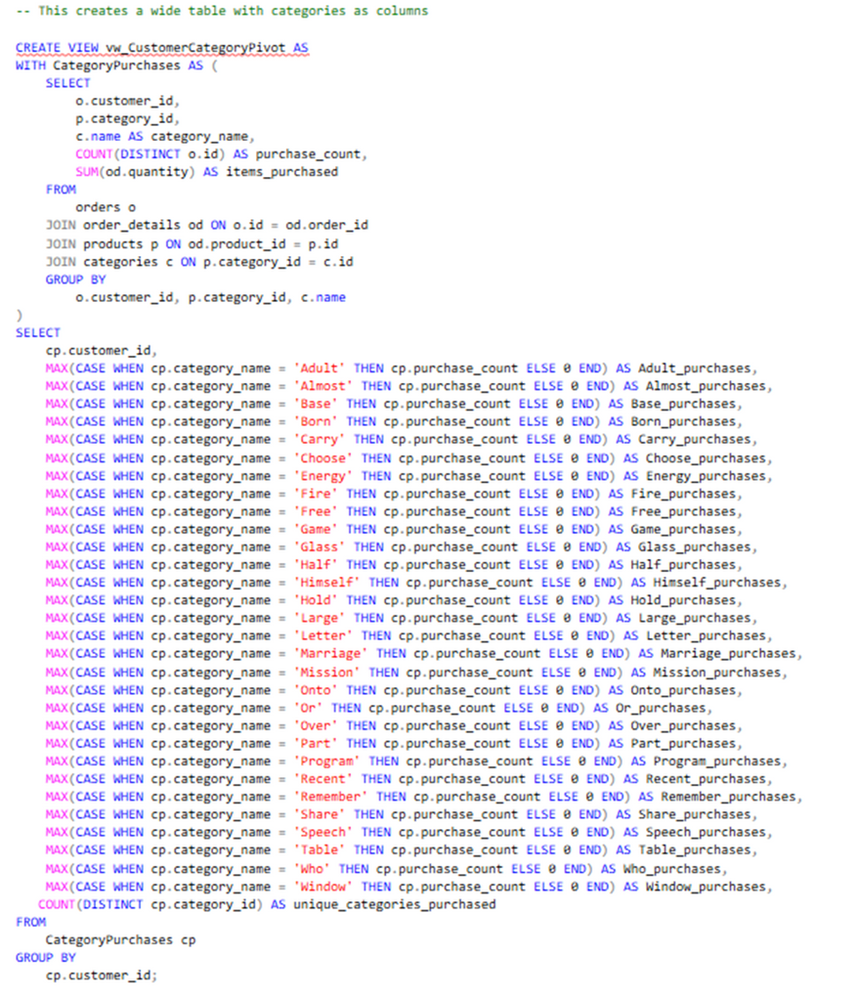 -- This creates a wide table with categories as columns
CREATE VIEW vw_CustomerCategoryPivot AS
WITH CategoryPurchases AS (
    SELECT
        o.customer_id,
        p.category_id,
        c.name AS category_name,
        COUNT(DISTINCT o.id) AS purchase_count,
        SUM(od.quantity) AS items_purchased
    FROM
        orders o
    JOIN order_details od ON o.id = od.order_id
    JOIN products p ON od.product_id = p.id
    JOIN categories c ON p.category_id = c.id
    GROUP BY
        o.customer_id, p.category_id, c.name
)
SELECT
    cp.customer_id,
    MAX(CASE WHEN cp.category_name = 'Adult' THEN cp.purchase_count ELSE 0 END) AS Adult_purchases,
    MAX(CASE WHEN cp.category_name = 'Almost' THEN cp.purchase_count ELSE 0 END) AS Almost_purchases,
    MAX(CASE WHEN cp.category_name = 'Base' THEN cp.purchase_count ELSE 0 END) AS Base_purchases,
    MAX(CASE WHEN cp.category_name = 'Born' THEN cp.purchase_count ELSE 0 END) AS Born_purchases,
    MAX(CASE WHEN cp.category_name = 'Carry' THEN cp.purchase_count ELSE 0 END) AS Carry_purchases,
    MAX(CASE WHEN cp.category_name = 'Choose' THEN cp.purchase_count ELSE 0 END) AS Choose_purchases,
    MAX(CASE WHEN cp.category_name = 'Energy' THEN cp.purchase_count ELSE 0 END) AS Energy_purchases,
    MAX(CASE WHEN cp.category_name = 'Fire' THEN cp.purchase_count ELSE 0 END) AS Fire_purchases,
    MAX(CASE WHEN cp.category_name = 'Free' THEN cp.purchase_count ELSE 0 END) AS Free_purchases,
    MAX(CASE WHEN cp.category_name = 'Game' THEN cp.purchase_count ELSE 0 END) AS Game_purchases,
    MAX(CASE WHEN cp.category_name = 'Glass' THEN cp.purchase_count ELSE 0 END) AS Glass_purchases,
    MAX(CASE WHEN cp.category_name = 'Half' THEN cp.purchase_count ELSE 0 END) AS Half_purchases,
    MAX(CASE WHEN cp.category_name = 'Himself' THEN cp.purchase_count ELSE 0 END) AS Himself_purchases,
    MAX(CASE WHEN cp.category_name = 'Hold' THEN cp.purchase_count ELSE 0 END) AS Hold_purchases,
    MAX(CASE WHEN cp.category_name = 'Large' THEN cp.purchase_count ELSE 0 END) AS Large_purchases,
    MAX(CASE WHEN cp.category_name = 'Letter' THEN cp.purchase_count ELSE 0 END) AS Letter_purchases,
    MAX(CASE WHEN cp.category_name = 'Marriage' THEN cp.purchase_count ELSE 0 END) AS Marriage_purchases,
    MAX(CASE WHEN cp.category_name = 'Mission' THEN cp.purchase_count ELSE 0 END) AS Mission_purchases,
    MAX(CASE WHEN cp.category_name = 'Onto' THEN cp.purchase_count ELSE 0 END) AS Onto_purchases,
    MAX(CASE WHEN cp.category_name = 'Or' THEN cp.purchase_count ELSE 0 END) AS Or_purchases,
    MAX(CASE WHEN cp.category_name = 'Over' THEN cp.purchase_count ELSE 0 END) AS Over_purchases,
    MAX(CASE WHEN cp.category_name = 'Part' THEN cp.purchase_count ELSE 0 END) AS Part_purchases,
    MAX(CASE WHEN cp.category_name = 'Program' THEN cp.purchase_count ELSE 0 END) AS Program_purchases,
    MAX(CASE WHEN cp.category_name = 'Recent' THEN cp.purchase_count ELSE 0 END) AS Recent_purchases,
    MAX(CASE WHEN cp.category_name = 'Remember' THEN cp.purchase_count ELSE 0 END) AS Remember_purchases,
    MAX(CASE WHEN cp.category_name = 'Share' THEN cp.purchase_count ELSE 0 END) AS Share_purchases,
    MAX(CASE WHEN cp.category_name = 'Speech' THEN cp.purchase_count ELSE 0 END) AS Speech_purchases,
    MAX(CASE WHEN cp.category_name = 'Table' THEN cp.purchase_count ELSE 0 END) AS Table_purchases,
    MAX(CASE WHEN cp.category_name = 'Who' THEN cp.purchase_count ELSE 0 END) AS Who_purchases,
    MAX(CASE WHEN cp.category_name = 'Window' THEN cp.purchase_count ELSE 0 END) AS Window_purchases,
   COUNT(DISTINCT cp.category_id) AS unique_categories_purchased
FROM
    CategoryPurchases cp
GROUP BY
    cp.customer_id;